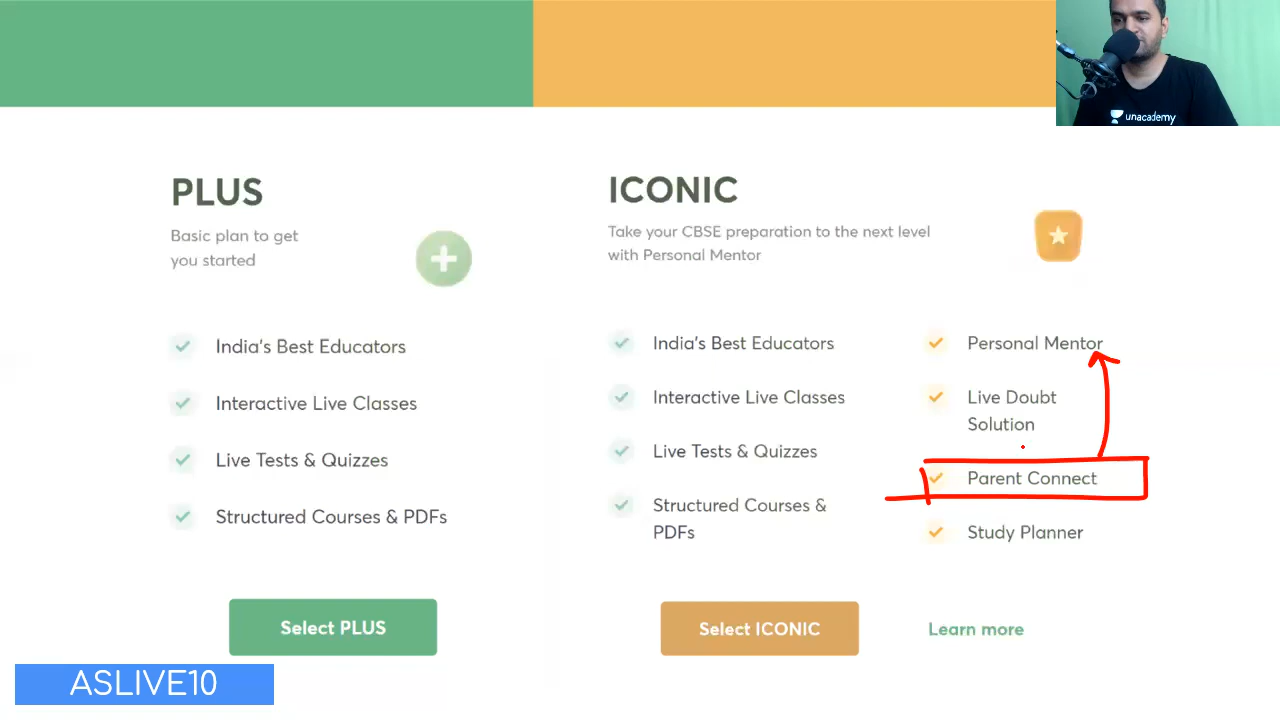 unacademy
PLUS
Basic plan to get
you started
India's Best Educators
Interactive Live Classes
Live Tests & Quizzes
Structured Courses & PDFs
Select PLUS
ICONIC
Take your CBSE preparation to the next level
with Personal Mentor
India's Best Educators
Interactive Live Classes
Live Tests & Quizzes
Structured Courses &
PDFs
Personal Mentor
Live Doubt
Solution
Parent Connect
Study Planner
Select ICONIC
Learn more
ASLIVE10